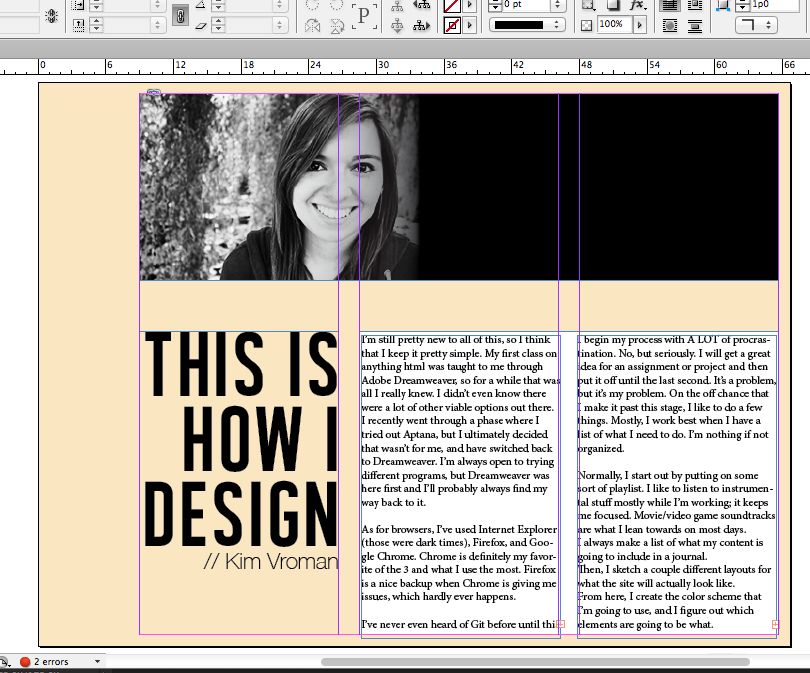 0 pt
1p0
P
fx
100%
0 6 12 18 24 30 36 42 48 54 60 66
THIS IS
HOW I
DESIGN
// Kim Vroman
I'm still pretty new to all of this, so I think
that I keep it pretty simple. My first class on
anything html was taught to me through
Adobe Dreamweaver, so for a while that was
all I really knew. I didn't even know there
were a lot of other viable options out there.
I recently went through a phase where I
tried out Aptana, but I ultimately decided
that wasn't for me, and have switched back
to Dreamweaver. I'm always open to trying
different programs, but Dreamweaver was
here first and I'll probably always find my
way back to it.
As for browsers, I've used Internet Explorer
(those were dark times), Firefox, and Goo-
gle Chrome. Chrome is definitely my favor-
ite of the 3 and what I use the most. Firefox
is a nice backup when Chrome is giving me
issues, which hardly ever happens.
I've never even heard of Git before until thi
I begin my process with A LOT of procras-
tination. No, but seriously. I will get a great
idea for an assignment or project and then
put it off until the last second. It's a problem,
but it's my problem. On the off chance that
I make it past this stage, I like to do a few
things. Mostly, I work best when I have a
list of what I need to do. I'm nothing if not
organized.
Normally, I start out by putting on some
sort of playlist. I like to listen to instrumen-
tal stuff mostly while I'm working; it keeps
me focused. Movie/video game soundtracks
are what I lean towards on most days.
I always make a list of what my content is
going to include in a journal.
Then, I sketch a couple different layouts for
what the site will actually look like.
From here, I create the color scheme that
I'm going to use, and I figure out which
elements are going to be what.
2 errors